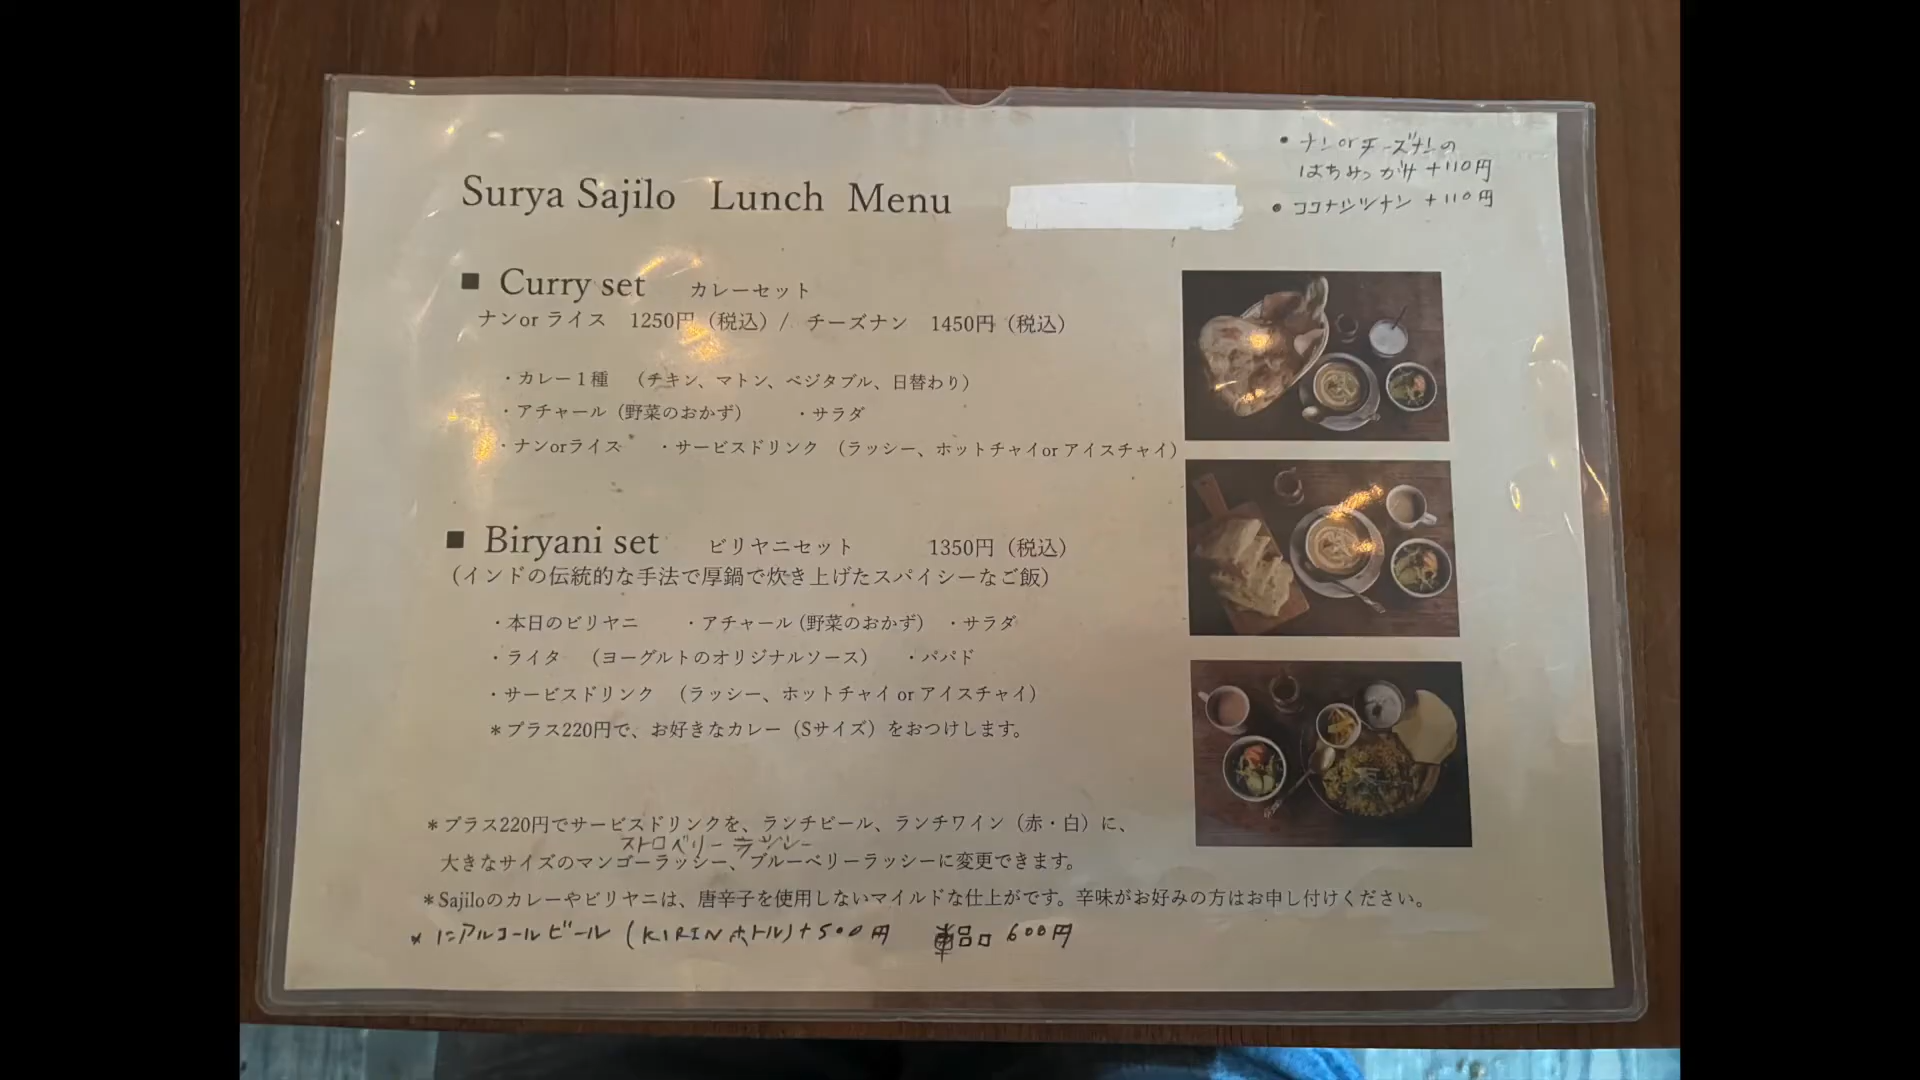 ・ナンorチーズナンの
はちみつがけ+110円
・ココナッツナン +110円
Surya Sajilo Lunch Menu
■ Curry set カレーセット
ナンor ライス 1250円（税込）/ チーズナン 1450円（税込）
・カレー１種 （チキン、マトン、ベジタブル、日替わり）
・アチャール（野菜のおかず） ・サラダ
・ナンorライス ・サービスドリンク （ラッシー、ホットチャイor アイスチャイ）
■ Biryani set ビリヤニセット 1350円（税込）
（インドの伝統的な手法で厚鍋で炊き上げたスパイシーなご飯）
・本日のビリヤニ ・アチャール (野菜のおかず） ・サラダ
・ライタ （ヨーグルトのオリジナルソース） ・パパド
・サービスドリンク （ラッシー、ホットチャイ or アイスチャイ）
＊プラス220円で、お好きなカレー（Sサイズ）をおつけします。
＊プラス220円でサービスドリンクを、ランチビール、ランチワイン（赤・白）に、
ストロベリーラッシー
大きなサイズのマンゴーラッシー、ブルーベリーラッシーに変更できます。
＊Sajiloのカレーやビリヤニは、唐辛子を使用しないマイルドな仕上がです。辛味がお好みの方はお申し付けください。
＊ アルコールビール (KIRINボトル)+500円 単品 600円